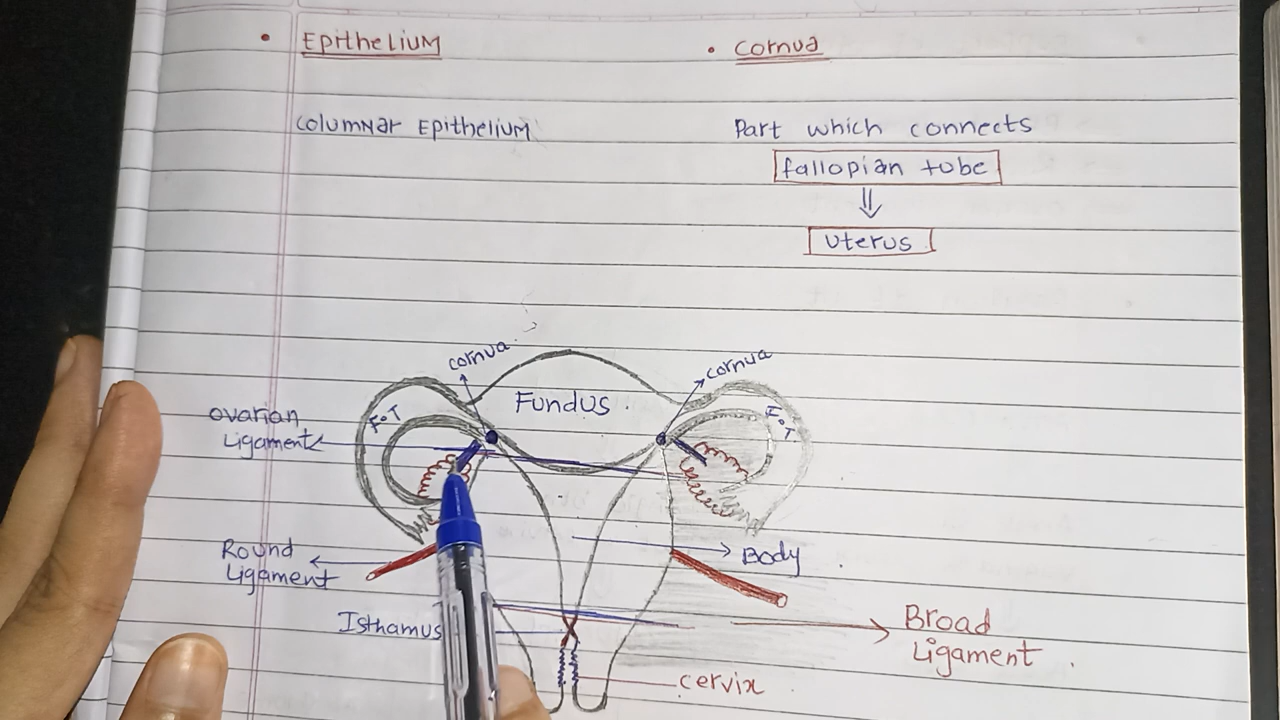 • Epithelium
• Cornua
Columnar Epithelium
Part which connects
fallopian tube
⇓
Uterus
cornua
cornua
Fundus
F.T
F.T
Ovarian
Ligament
Round
Ligament
Body
Isthamus
Broad
Ligament
cervix